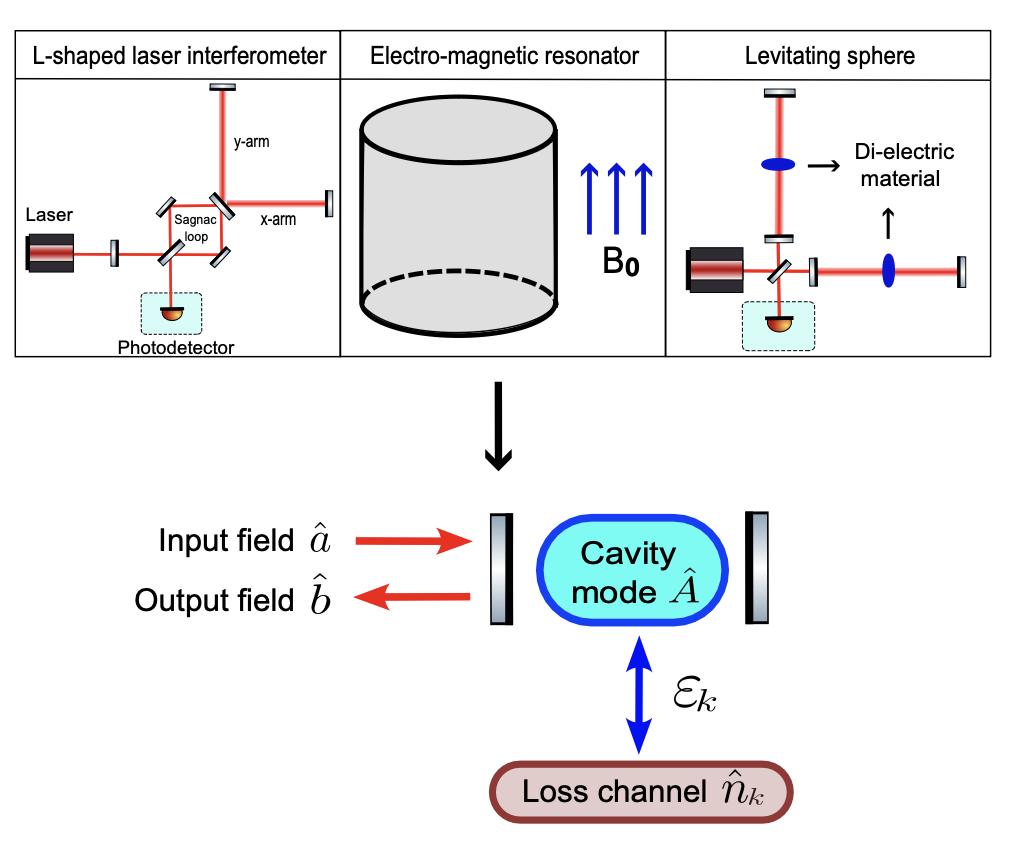 L-shaped laser interferometer
Electro-magnetic resonator
Levitating sphere
y-arm
x-arm
Sagnac
loop
Laser
Photodetector
B₀
Di-electric
material
Input field â
Output field b̂
Cavity
mode Â
εₖ
Loss channel n̂ₖ